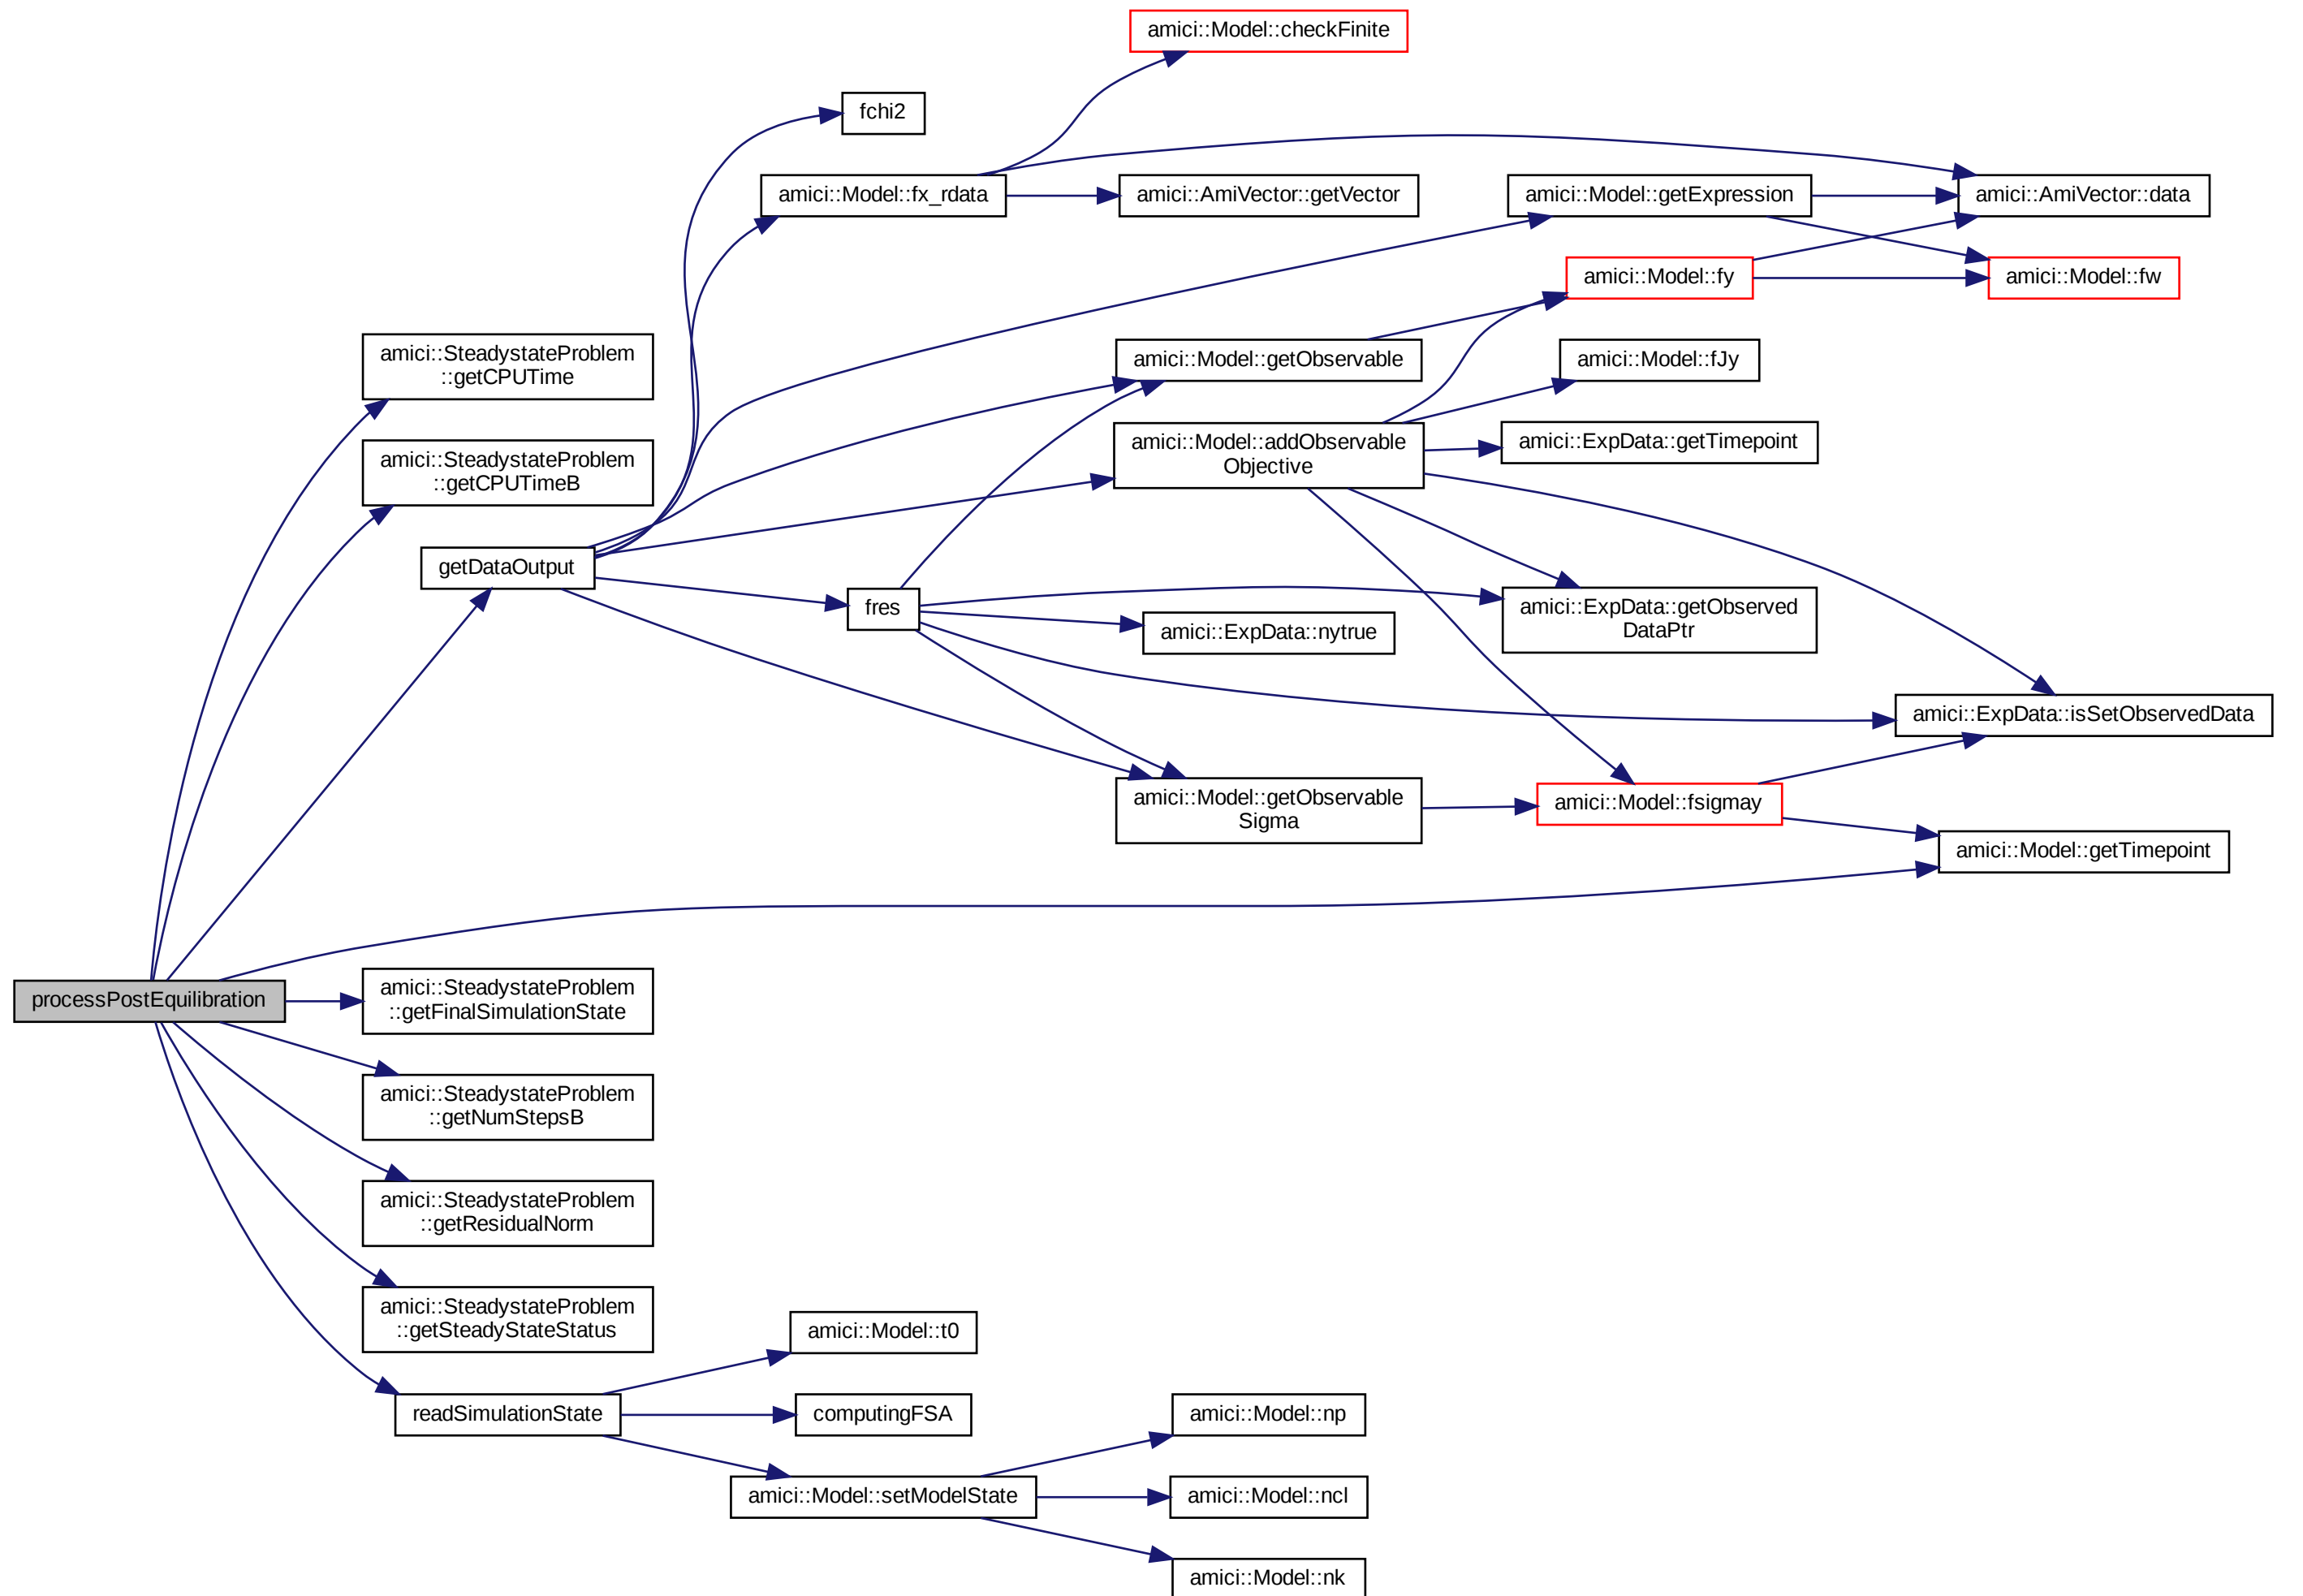 amici::Model::checkFinite
fchi2
amici::Model::fx_rdata
amici::AmiVector::getVector
amici::Model::getExpression
amici::AmiVector::data
amici::Model::fy
amici::Model::fw
amici::SteadystateProblem
::getCPUTime
amici::Model::getObservable
amici::Model::fJy
amici::SteadystateProblem
::getCPUTimeB
amici::Model::addObservable
Objective
amici::ExpData::getTimepoint
getDataOutput
fres
amici::ExpData::nytrue
amici::ExpData::getObserved
DataPtr
amici::ExpData::isSetObservedData
amici::Model::getObservable
Sigma
amici::Model::fsigmay
amici::Model::getTimepoint
processPostEquilibration
amici::SteadystateProblem
::getFinalSimulationState
amici::SteadystateProblem
::getNumStepsB
amici::SteadystateProblem
::getResidualNorm
amici::SteadystateProblem
::getSteadyStateStatus
amici::Model::t0
readSimulationState
computingFSA
amici::Model::np
amici::Model::setModelState
amici::Model::ncl
amici::Model::nk